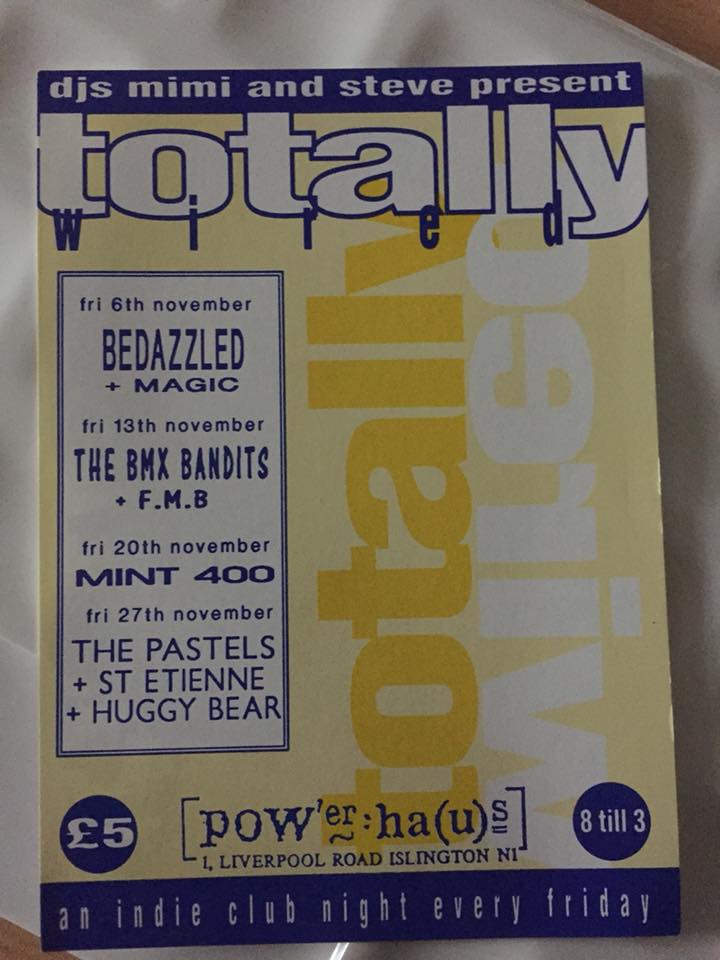 djs mimi and steve present
totally
wired
totally
wired
fri 6th november
BEDAZZLED
+ MAGIC
fri 13th november
THE BMX BANDITS
+ F.M.B
fri 20th november
MINT 400
fri 27th november
THE PASTELS
+ ST ETIENNE
+ HUGGY BEAR
£5
[pow'er:ha(u)s]
1, LIVERPOOL ROAD ISLINGTON N1
8 till 3
an indie club night every friday